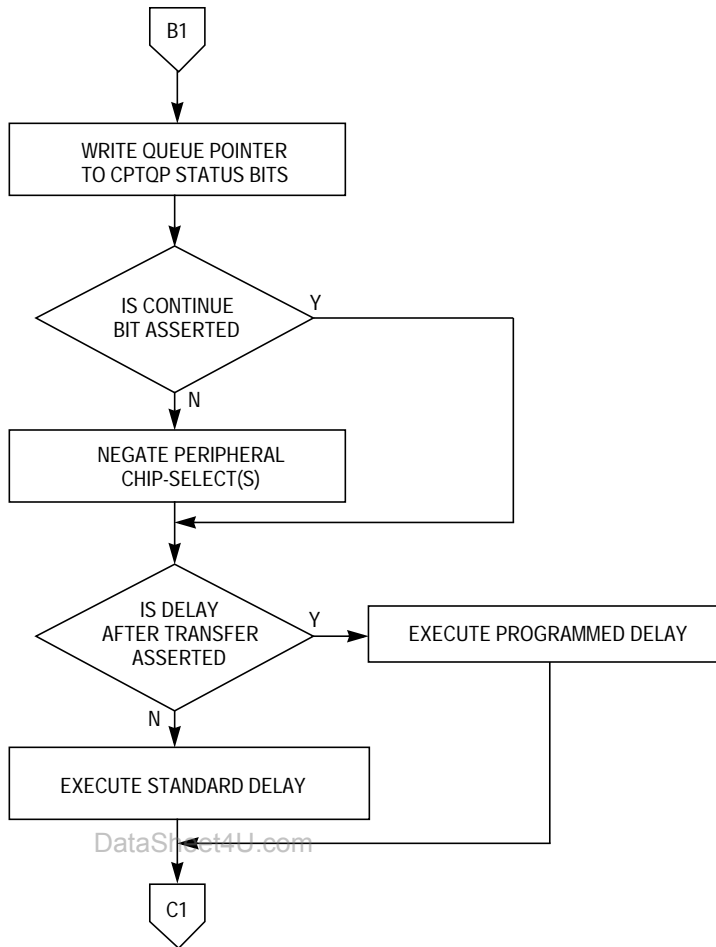 B1
WRITE QUEUE POINTER
TO CPTQP STATUS BITS
IS CONTINUE
BIT ASSERTED
Y
N
NEGATE PERIPHERAL
CHIP-SELECT(S)
IS DELAY
AFTER TRANSFER
ASSERTED
Y
EXECUTE PROGRAMMED DELAY
N
EXECUTE STANDARD DELAY
DataSheet4U.com
C1